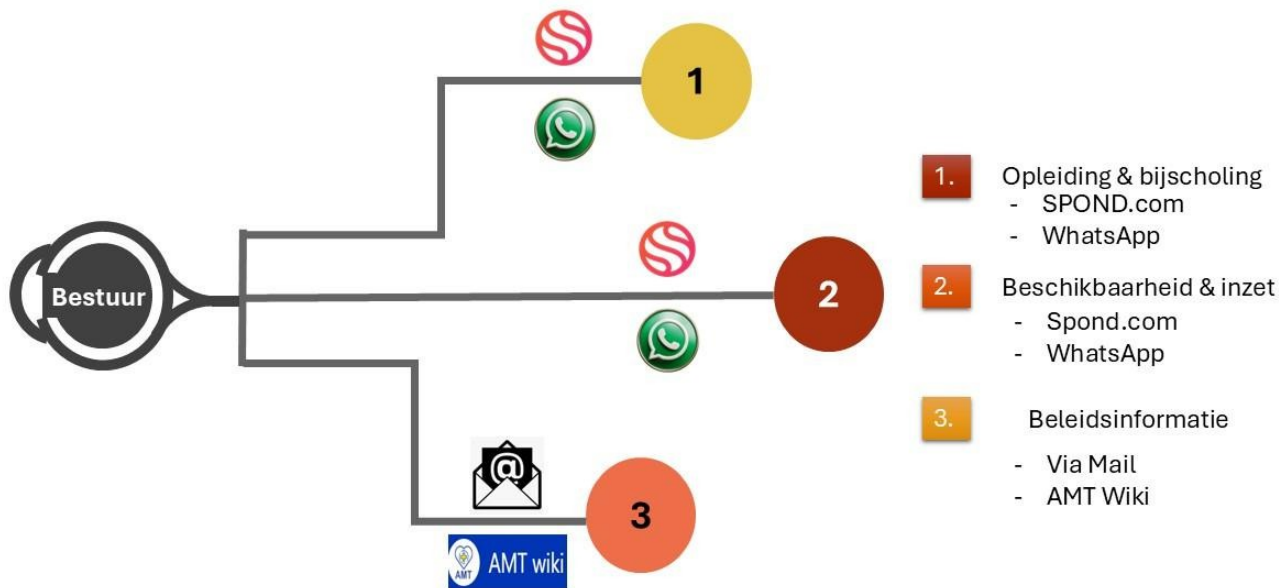 1
Bestuur
2
3
AMT
AMT wiki
1. Opleiding & bijscholing
- SPOND.com
- WhatsApp
2. Beschikbaarheid & inzet
- Spond.com
- WhatsApp
3. Beleidsinformatie
- Via Mail
- AMT Wiki